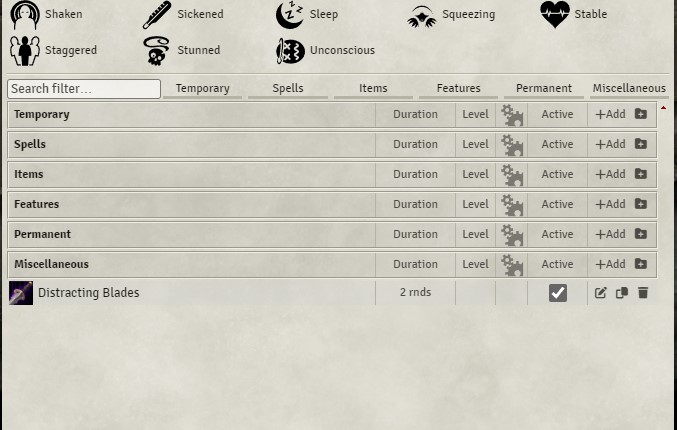 Shaken Sickened Sleep Squeezing Stable
Staggered Stunned Unconscious
Search filter... Temporary Spells Items Features Permanent Miscellaneous
Temporary Duration Level Active +Add
Spells Duration Level Active +Add
Items Duration Level Active +Add
Features Duration Level Active +Add
Permanent Duration Level Active +Add
Miscellaneous Duration Level Active +Add
Distracting Blades 2 rnds